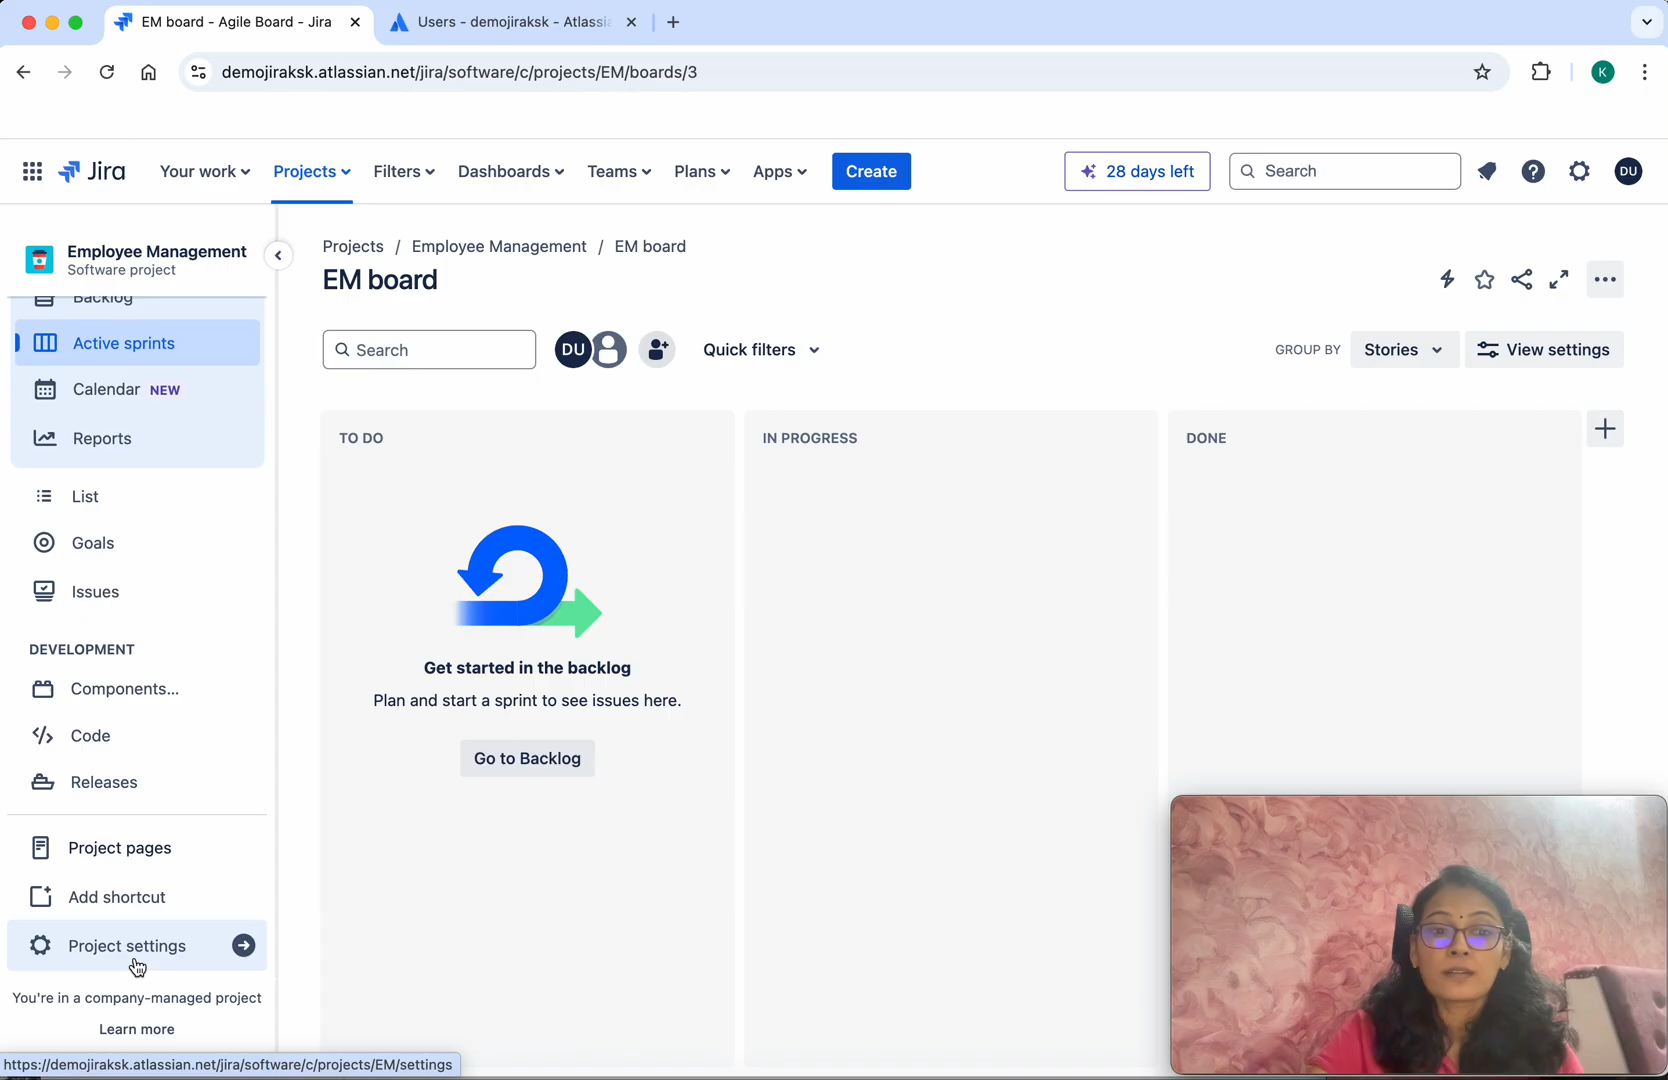 EM board - Agile Board - Jira
Users - demojiraksk - Atlassi
demojiraksk.atlassian.net/jira/software/c/projects/EM/boards/3
K
Jira
Your work
Projects
Filters
Dashboards
Teams
Plans
Apps
Create
28 days left
Search
DU
Employee Management
Software project
Backlog
Active sprints
Calendar NEW
Reports
List
Goals
Issues
DEVELOPMENT
Components...
Code
Releases
Project pages
Add shortcut
Project settings
You're in a company-managed project
Learn more
https://demojiraksk.atlassian.net/jira/software/c/projects/EM/settings
Projects / Employee Management / EM board
EM board
Search
DU
Quick filters
GROUP BY
Stories
View settings
TO DO
IN PROGRESS
DONE
Get started in the backlog
Plan and start a sprint to see issues here.
Go to Backlog